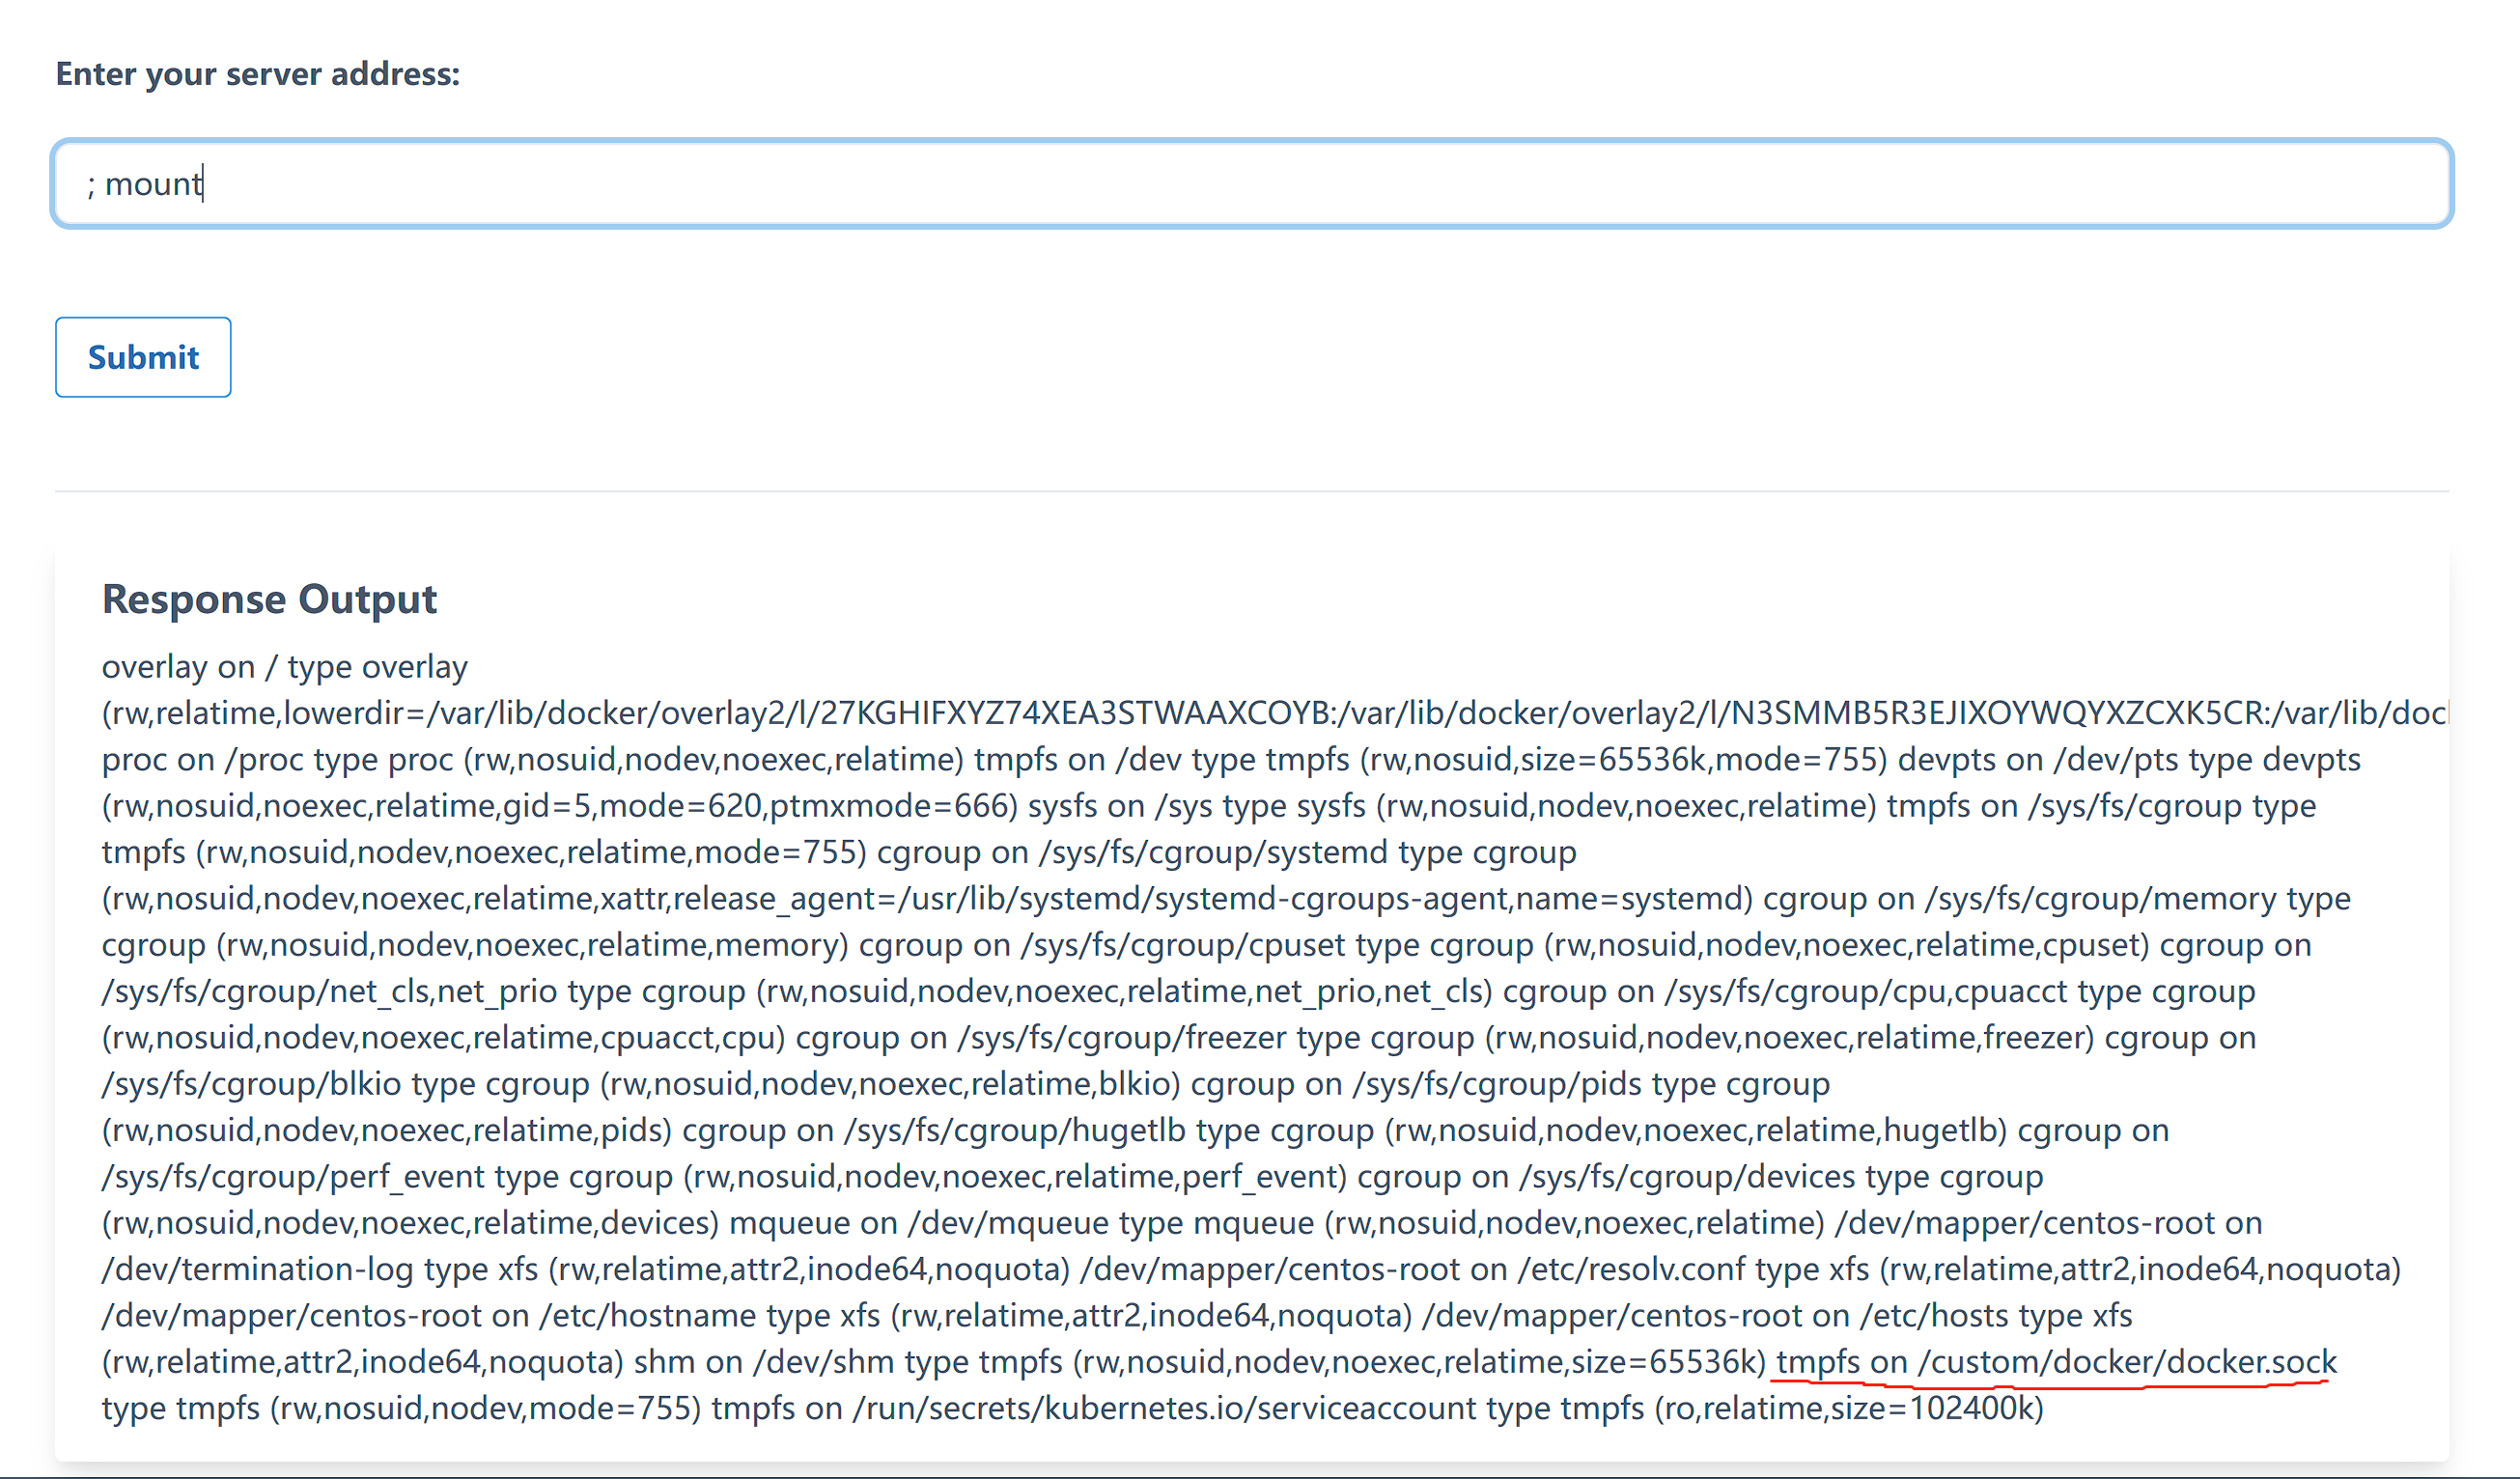 Enter your server address:
; mount
Submit
Response Output
overlay on / type overlay
(rw,relatime,lowerdir=/var/lib/docker/overlay2/l/27KGHIFXYZ74XEA3STWAAXCOYB:/var/lib/docker/overlay2/l/N3SMMB5R3EJIXOYWQYXZCXK5CR:/var/lib/doc
proc on /proc type proc (rw,nosuid,nodev,noexec,relatime) tmpfs on /dev type tmpfs (rw,nosuid,size=65536k,mode=755) devpts on /dev/pts type devpts
(rw,nosuid,noexec,relatime,gid=5,mode=620,ptmxmode=666) sysfs on /sys type sysfs (rw,nosuid,nodev,noexec,relatime) tmpfs on /sys/fs/cgroup type
tmpfs (rw,nosuid,nodev,noexec,relatime,mode=755) cgroup on /sys/fs/cgroup/systemd type cgroup
(rw,nosuid,nodev,noexec,relatime,xattr,release_agent=/usr/lib/systemd/systemd-cgroups-agent,name=systemd) cgroup on /sys/fs/cgroup/memory type
cgroup (rw,nosuid,nodev,noexec,relatime,memory) cgroup on /sys/fs/cgroup/cpuset type cgroup (rw,nosuid,nodev,noexec,relatime,cpuset) cgroup on
/sys/fs/cgroup/net_cls,net_prio type cgroup (rw,nosuid,nodev,noexec,relatime,net_prio,net_cls) cgroup on /sys/fs/cgroup/cpu,cpuacct type cgroup
(rw,nosuid,nodev,noexec,relatime,cpuacct,cpu) cgroup on /sys/fs/cgroup/freezer type cgroup (rw,nosuid,nodev,noexec,relatime,freezer) cgroup on
/sys/fs/cgroup/blkio type cgroup (rw,nosuid,nodev,noexec,relatime,blkio) cgroup on /sys/fs/cgroup/pids type cgroup
(rw,nosuid,nodev,noexec,relatime,pids) cgroup on /sys/fs/cgroup/hugetlb type cgroup (rw,nosuid,nodev,noexec,relatime,hugetlb) cgroup on
/sys/fs/cgroup/perf_event type cgroup (rw,nosuid,nodev,noexec,relatime,perf_event) cgroup on /sys/fs/cgroup/devices type cgroup
(rw,nosuid,nodev,noexec,relatime,devices) mqueue on /dev/mqueue type mqueue (rw,nosuid,nodev,noexec,relatime) /dev/mapper/centos-root on
/dev/termination-log type xfs (rw,relatime,attr2,inode64,noquota) /dev/mapper/centos-root on /etc/resolv.conf type xfs (rw,relatime,attr2,inode64,noquota)
/dev/mapper/centos-root on /etc/hostname type xfs (rw,relatime,attr2,inode64,noquota) /dev/mapper/centos-root on /etc/hosts type xfs
(rw,relatime,attr2,inode64,noquota) shm on /dev/shm type tmpfs (rw,nosuid,nodev,noexec,relatime,size=65536k) tmpfs on /custom/docker/docker.sock
type tmpfs (rw,nosuid,nodev,mode=755) tmpfs on /run/secrets/kubernetes.io/serviceaccount type tmpfs (ro,relatime,size=102400k)